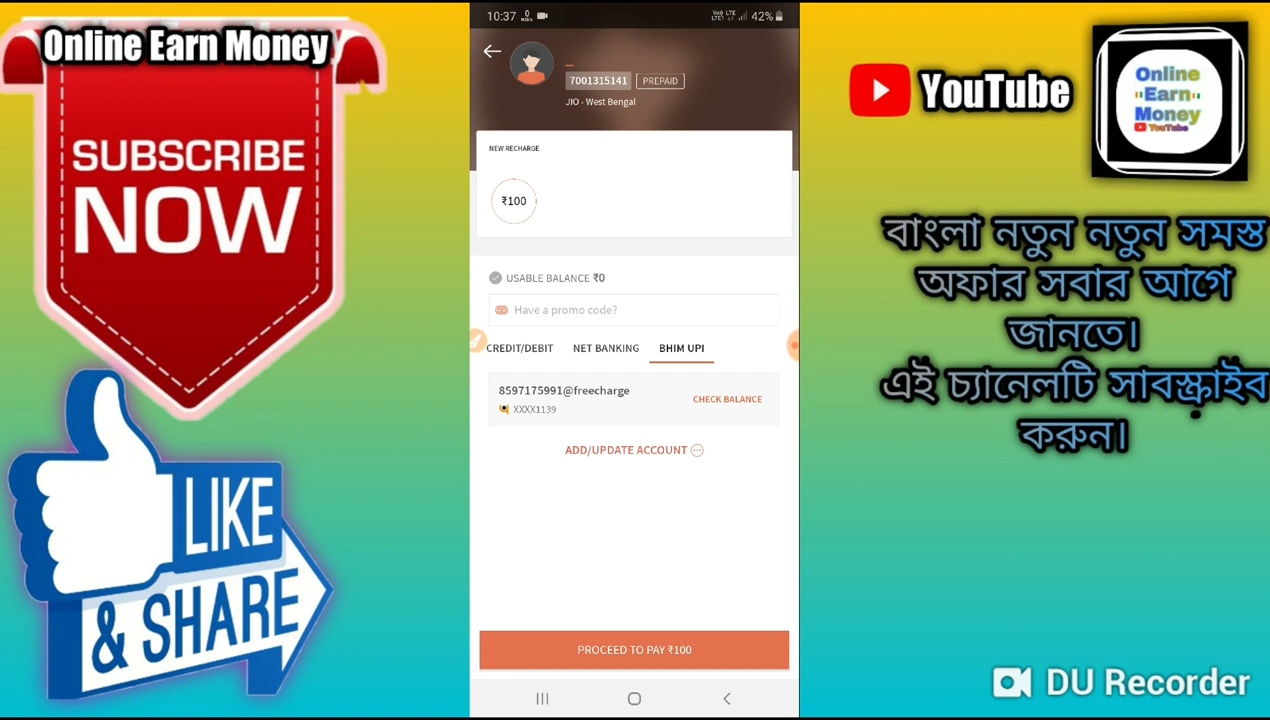 Online Earn Money
SUBSCRIBE
NOW
LIKE
& SHARE
10:37 0 KB/s 42%
7001315141 PREPAID
JIO - West Bengal
NEW RECHARGE
₹100
USABLE BALANCE ₹0
Have a promo code?
CREDIT/DEBIT NET BANKING BHIM UPI
8597175991@freecharge
XXXX1139
CHECK BALANCE
ADD/UPDATE ACCOUNT
PROCEED TO PAY ₹100
YouTube
Online
Earn
Money
YouTube
বাংলা নতুন নতুন সমস্ত
অফার সবার আগে
জানতে।
এই চ্যানেলটি সাবস্ক্রাইব
করুন।
DU Recorder